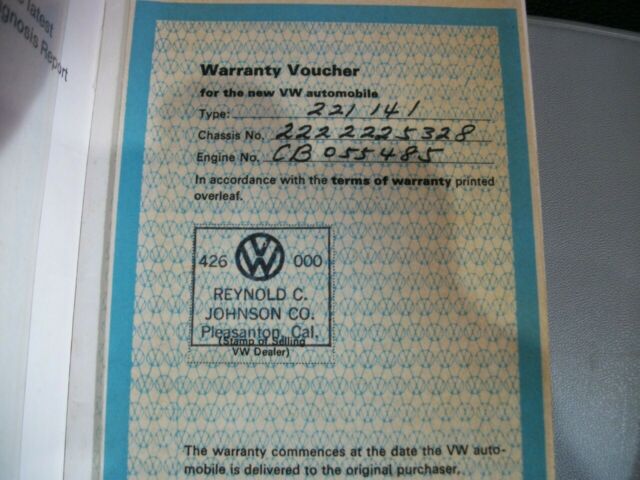 latest
Diagnosis Report
Warranty Voucher
for the new VW automobile
Type: 221 141
Chassis No. 2222225328
Engine No. CB 055485
In accordance with the terms of warranty printed
overleaf.
426 VW 000
REYNOLD C.
JOHNSON CO.
Pleasanton, Cal.
(Stamp of Selling
VW Dealer)
The warranty commences at the date the VW auto-
mobile is delivered to the original purchaser,